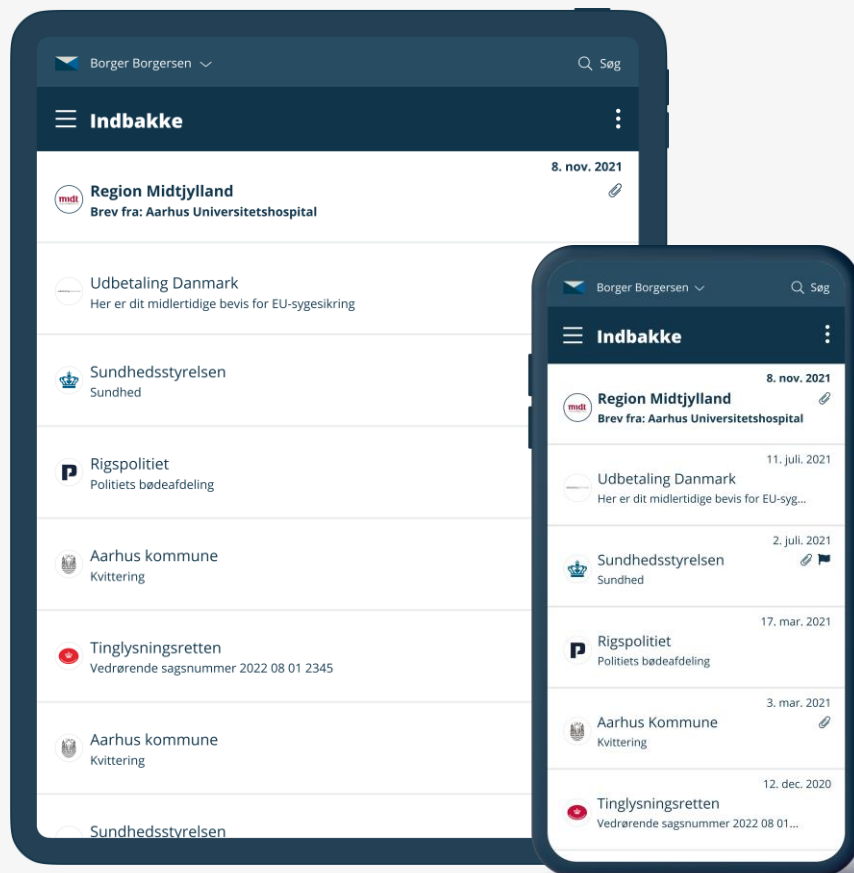 Borger Borgersen
Søg
Indbakke
8. nov. 2021
midt
Region Midtjylland
Brev fra: Aarhus Universitetshospital
Udbetaling Danmark
Her er dit midlertidige bevis for EU-sygesikring
Sundhedsstyrelsen
Sundhed
Rigspolitiet
Politiets bødeafdeling
Aarhus kommune
Kvittering
Tinglysningsretten
Vedrørende sagsnummer 2022 08 01 2345
Aarhus kommune
Kvittering
Sundhedsstyrelsen
Borger Borgersen
Søg
Indbakke
8. nov. 2021
midt
Region Midtjylland
Brev fra: Aarhus Universitetshospital
11. juli. 2021
Udbetaling Danmark
Her er dit midlertidige bevis for EU-syg...
2. juli. 2021
Sundhedsstyrelsen
Sundhed
17. mar. 2021
Rigspolitiet
Politiets bødeafdeling
3. mar. 2021
Aarhus Kommune
Kvittering
12. dec. 2020
Tinglysningsretten
Vedrørende sagsnummer 2022 08 01...